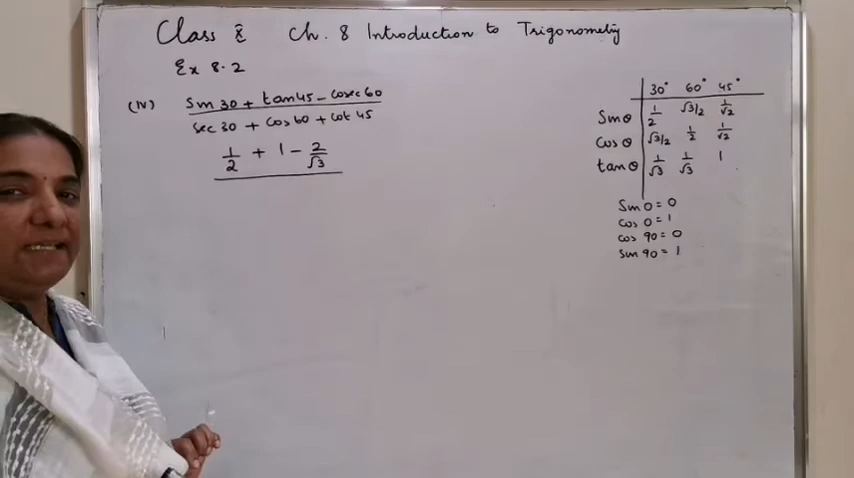 Class X Ch. 8 Introduction to Trigonometry
Ex 8.2
(IV) Sin 30 + tan 45 - cosec 60
sec 30 + cos 60 + cot 45
1/2 + 1 - 2/√3
30° 60° 45°
Sin θ 1/2 √3/2 1/√2
Cos θ √3/2 1/2 1/√2
tan θ 1/√3 1/√3 1
Sin 0 = 0
cos 0 = 1
cos 90 = 0
Sin 90 = 1